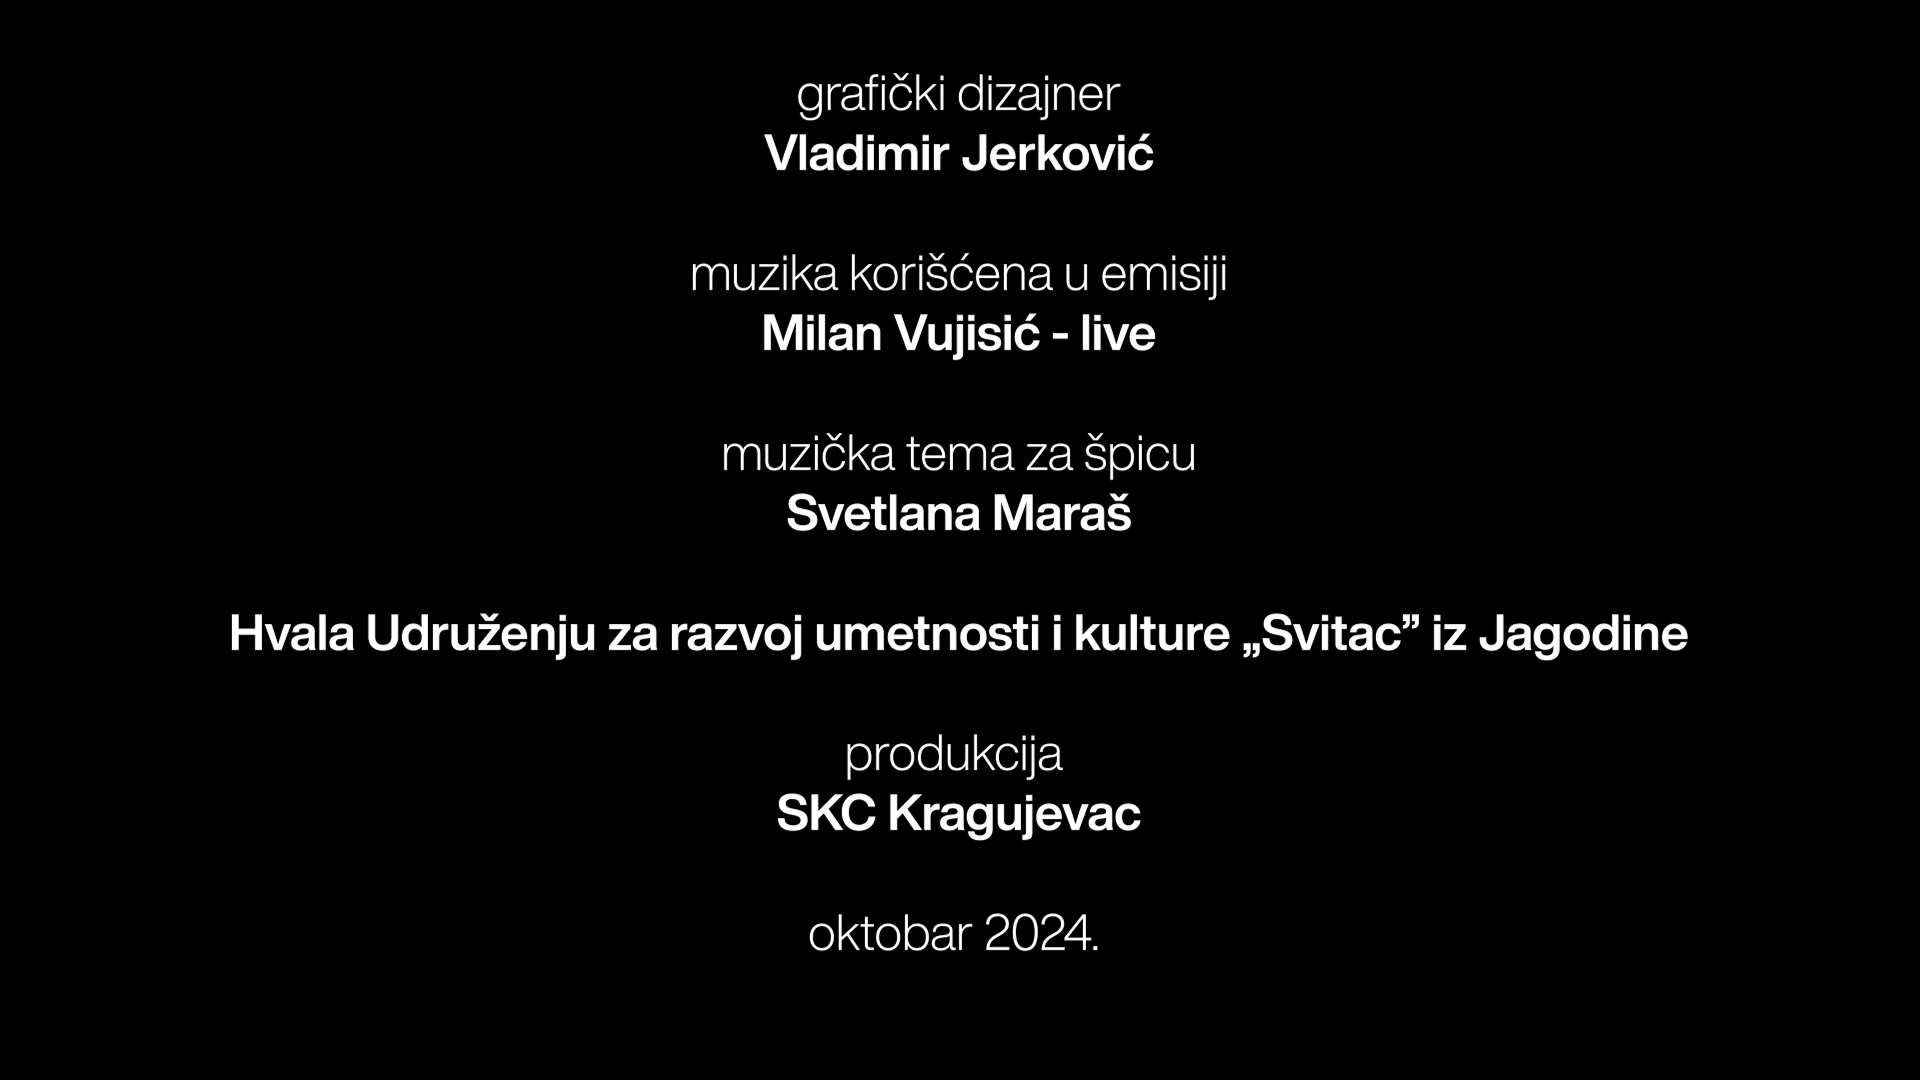 grafički dizajner
Vladimir Jerković
muzika korišćena u emisiji
Milan Vujisić - live
muzička tema za špicu
Svetlana Maraš
Hvala Udruženju za razvoj umetnosti i kulture „Svitac” iz Jagodine
produkcija
SKC Kragujevac
oktobar 2024.